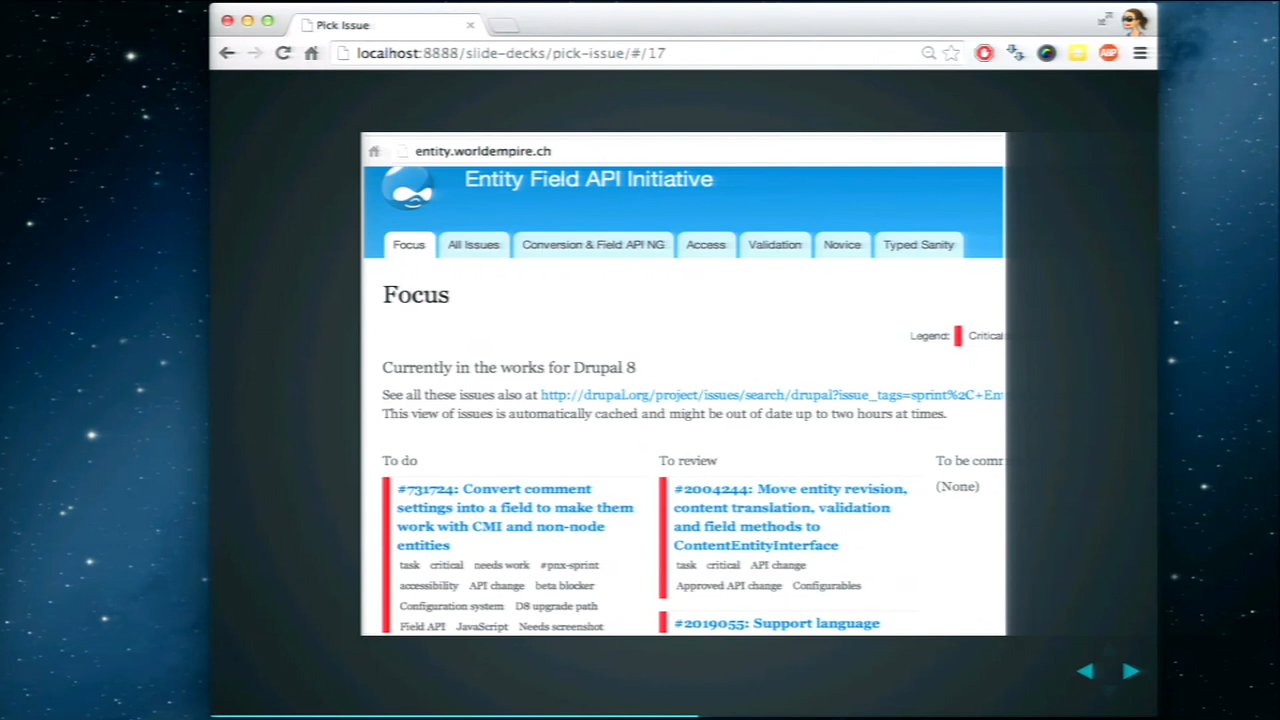 Pick Issue
localhost:8888/slide-decks/pick-issue/#/17
ABP
entity.worldempire.ch
Entity Field API Initiative
Focus
All Issues
Conversion & Field API NG
Access
Validation
Novice
Typed Sanity
Focus
Legend:
Critical
Currently in the works for Drupal 8
See all these issues also at http://drupal.org/project/issues/search/drupal?issue_tags=sprint%2C+En
This view of issues is automatically cached and might be out of date up to two hours at times.
To do
#731724: Convert comment
settings into a field to make them
work with CMI and non-node
entities
task critical needs work #pnx-sprint
accessibility API change beta blocker
Configuration system D8 upgrade path
Field API JavaScript Needs screenshot
To review
#2004244: Move entity revision,
content translation, validation
and field methods to
ContentEntityInterface
task critical API change
Approved API change Configurables
#2019055: Support language
To be comm
(None)